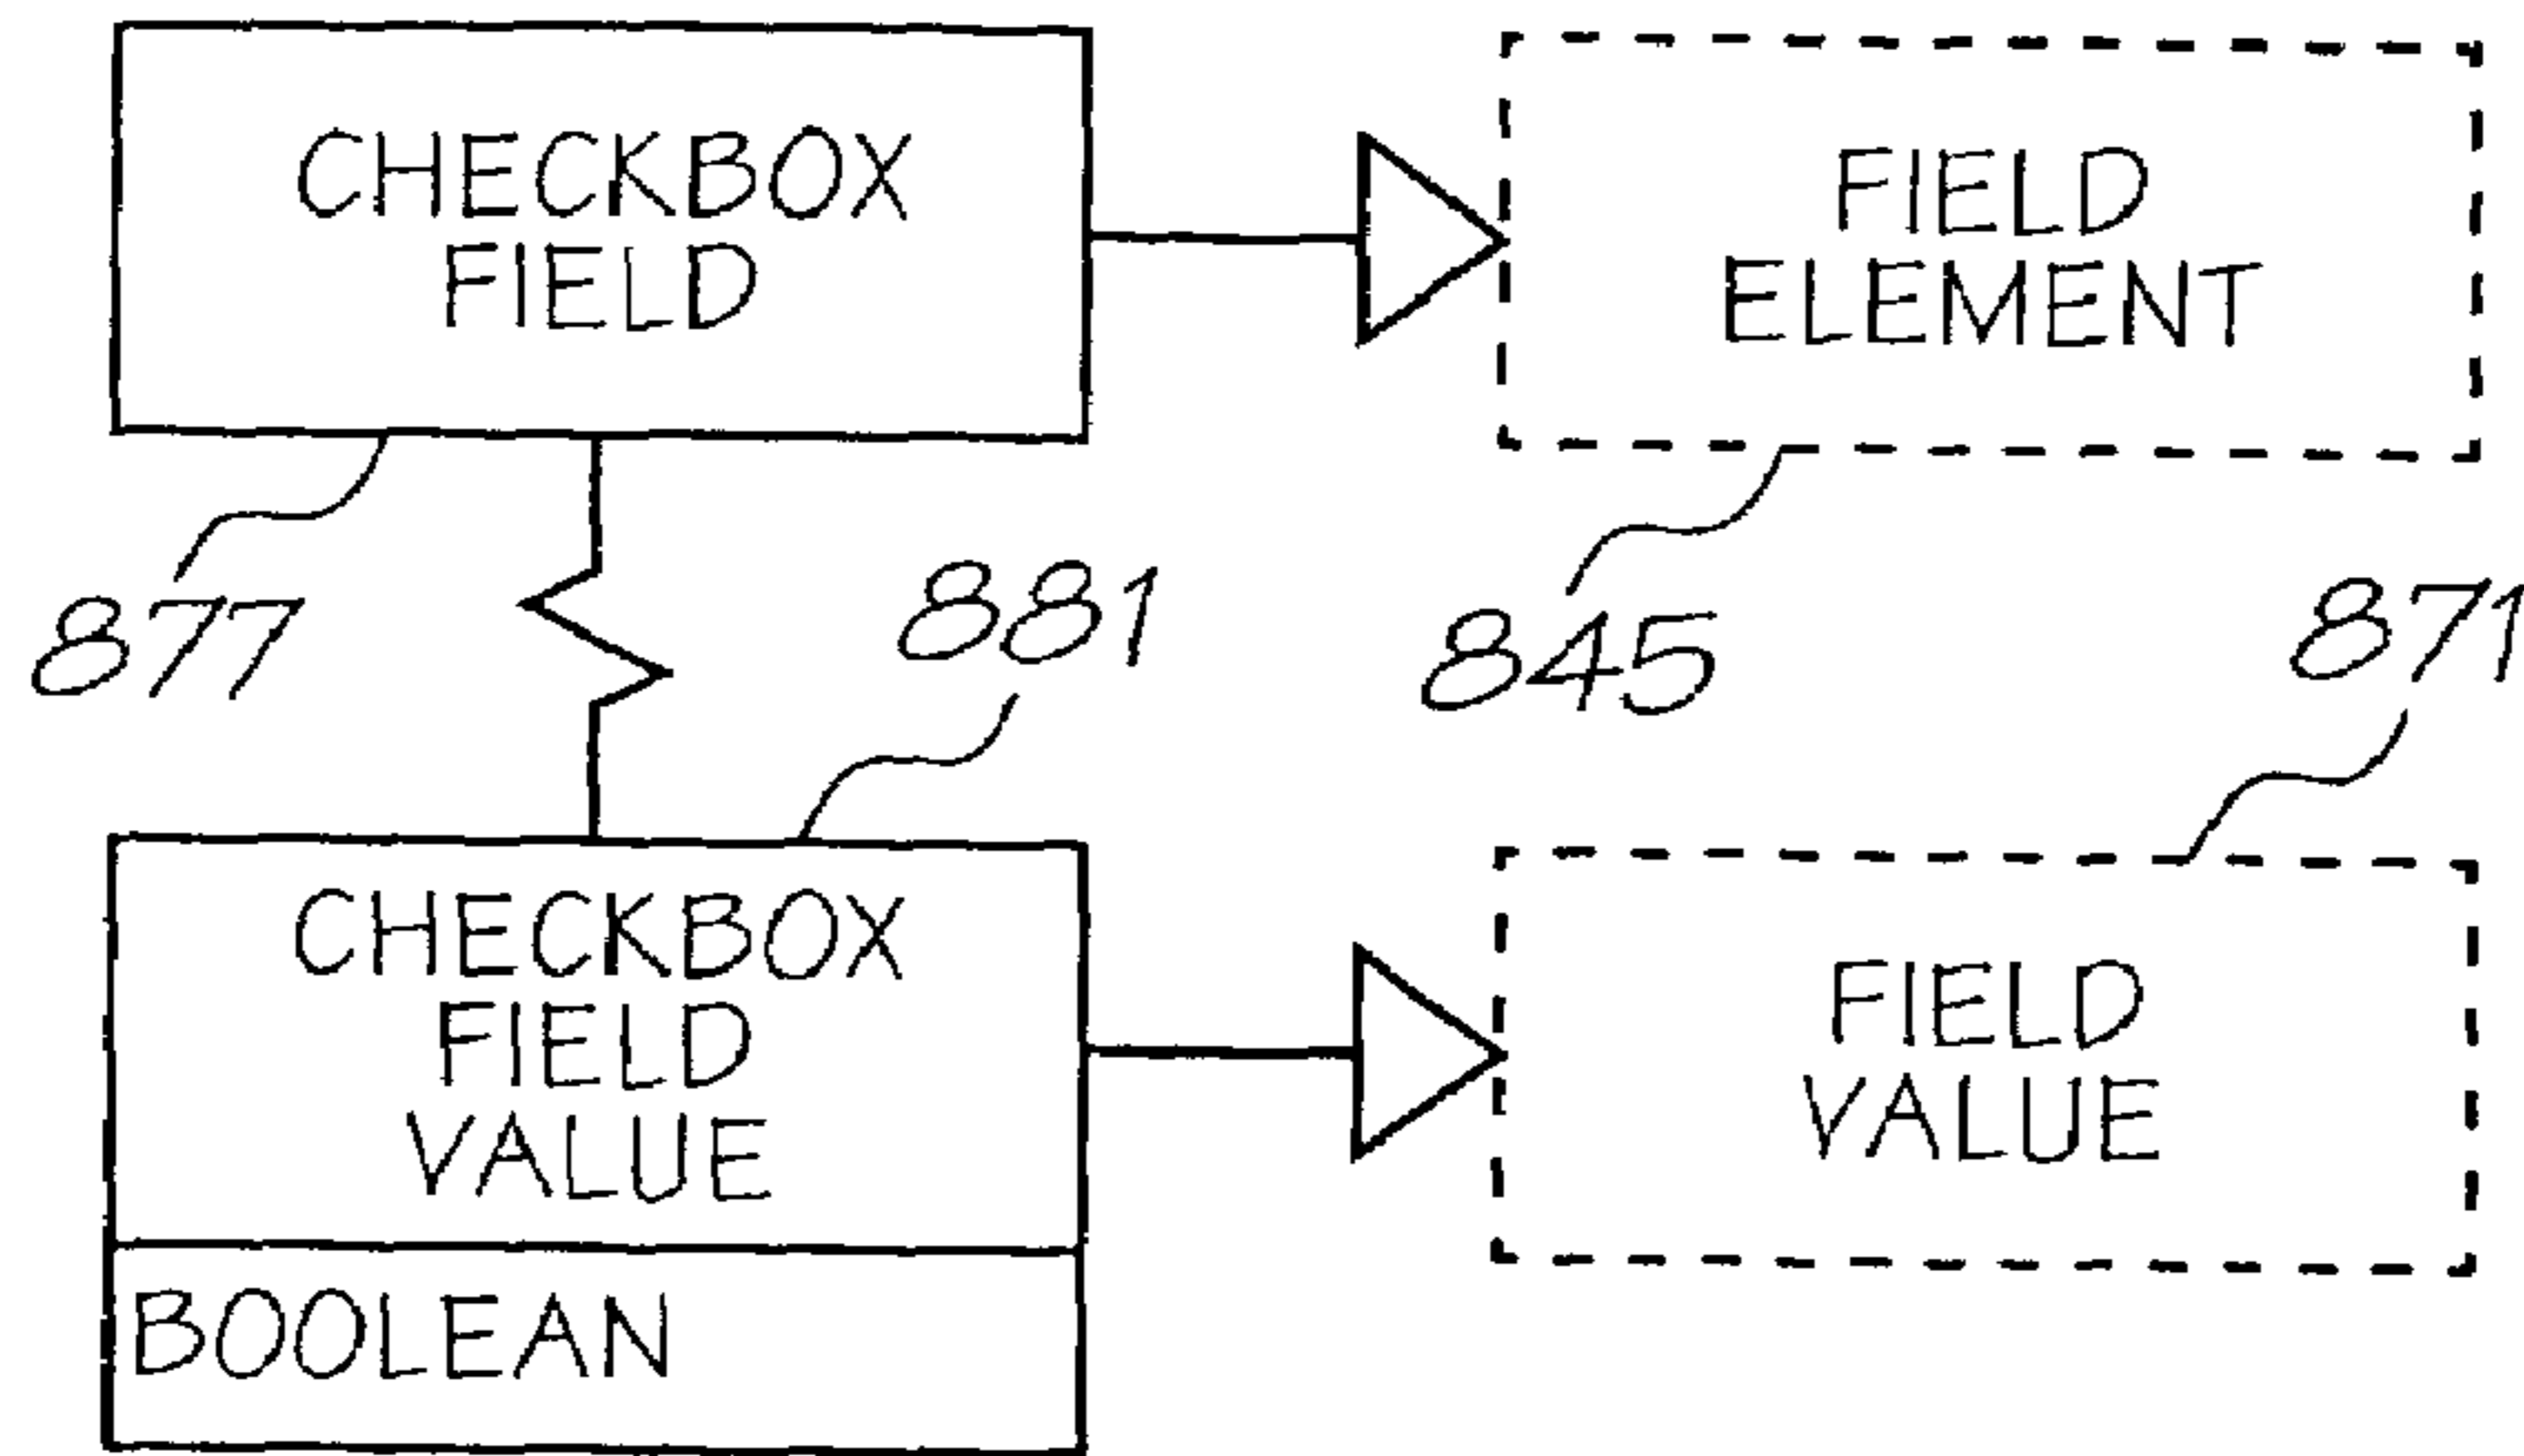 CHECKBOX
FIELD
FIELD
ELEMENT
877
881
845
871
CHECKBOX
FIELD
VALUE
BOOLEAN
FIELD
VALUE